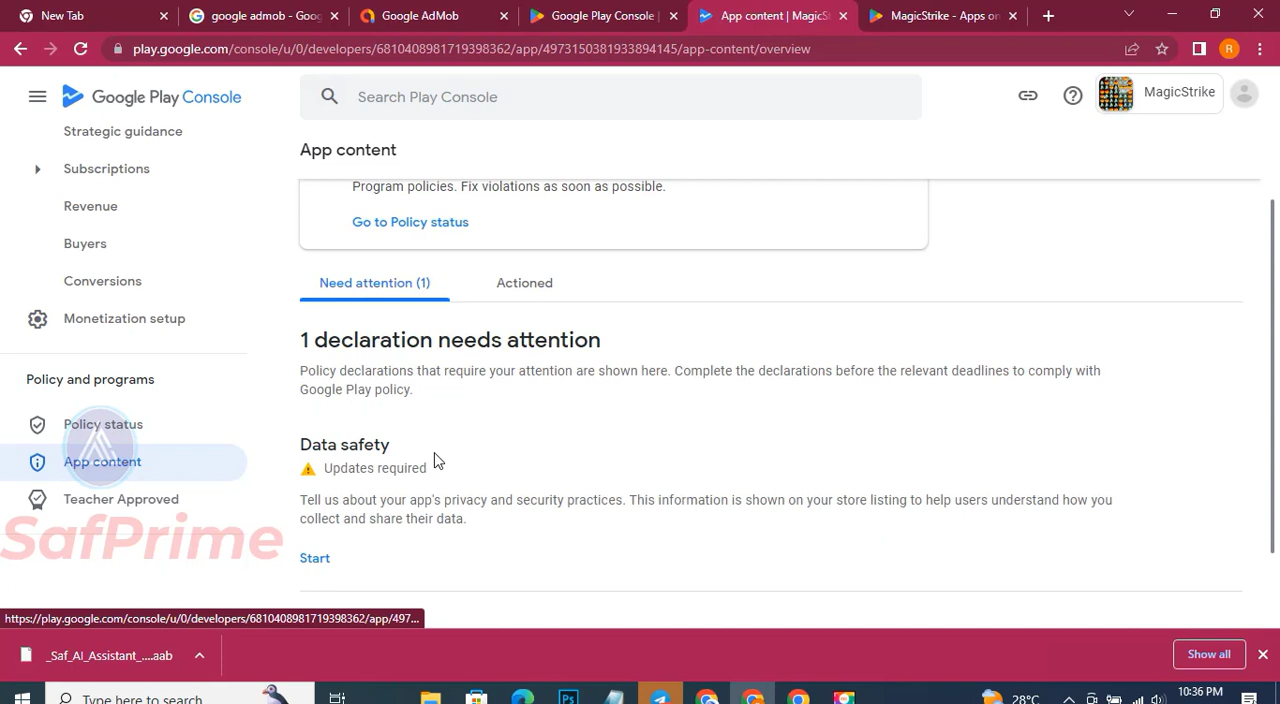 New Tab
google admob - Goog
Google AdMob
Google Play Console |
App content | MagicSt
MagicStrike - Apps on
play.google.com/console/u/0/developers/6810408981719398362/app/4973150381933894145/app-content/overview
R
Google Play Console
Search Play Console
MagicStrike
Strategic guidance
Subscriptions
Revenue
Buyers
Conversions
Monetization setup
Policy and programs
Policy status
App content
Teacher Approved
SafPrime
App content
Program policies. Fix violations as soon as possible.
Go to Policy status
Need attention (1)
Actioned
1 declaration needs attention
Policy declarations that require your attention are shown here. Complete the declarations before the relevant deadlines to comply with
Google Play policy.
Data safety
Updates required
Tell us about your app's privacy and security practices. This information is shown on your store listing to help users understand how you
collect and share their data.
Start
https://play.google.com/console/u/0/developers/6810408981719398362/app/497...
_Saf_AI_Assistant_....aab
Show all
Type here to search
Ps
28°C
10:36 PM